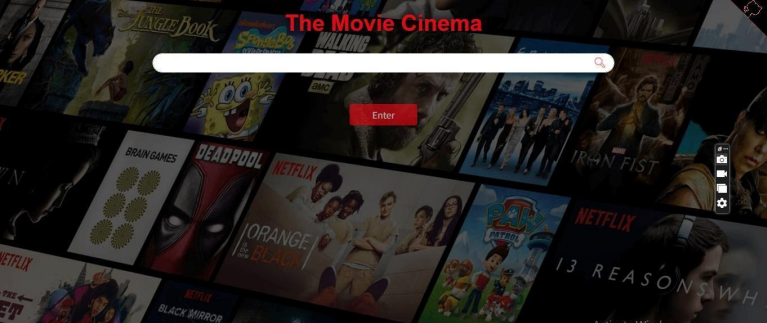 The Movie Cinema
THE
JUNGLE BOOK
nickelodeon
SpongeBob
WALKING
DEAD
AMC
Enter
NETFLIX
IRON FIST
BRAIN GAMES
DEADPOOL
NETFLIX
ORANGE
is the new
BLACK
PAW
PATROL
NETFLIX
13 REASONS WH
NETFLIX
THE
NETFLIX
BLACK MIRROR